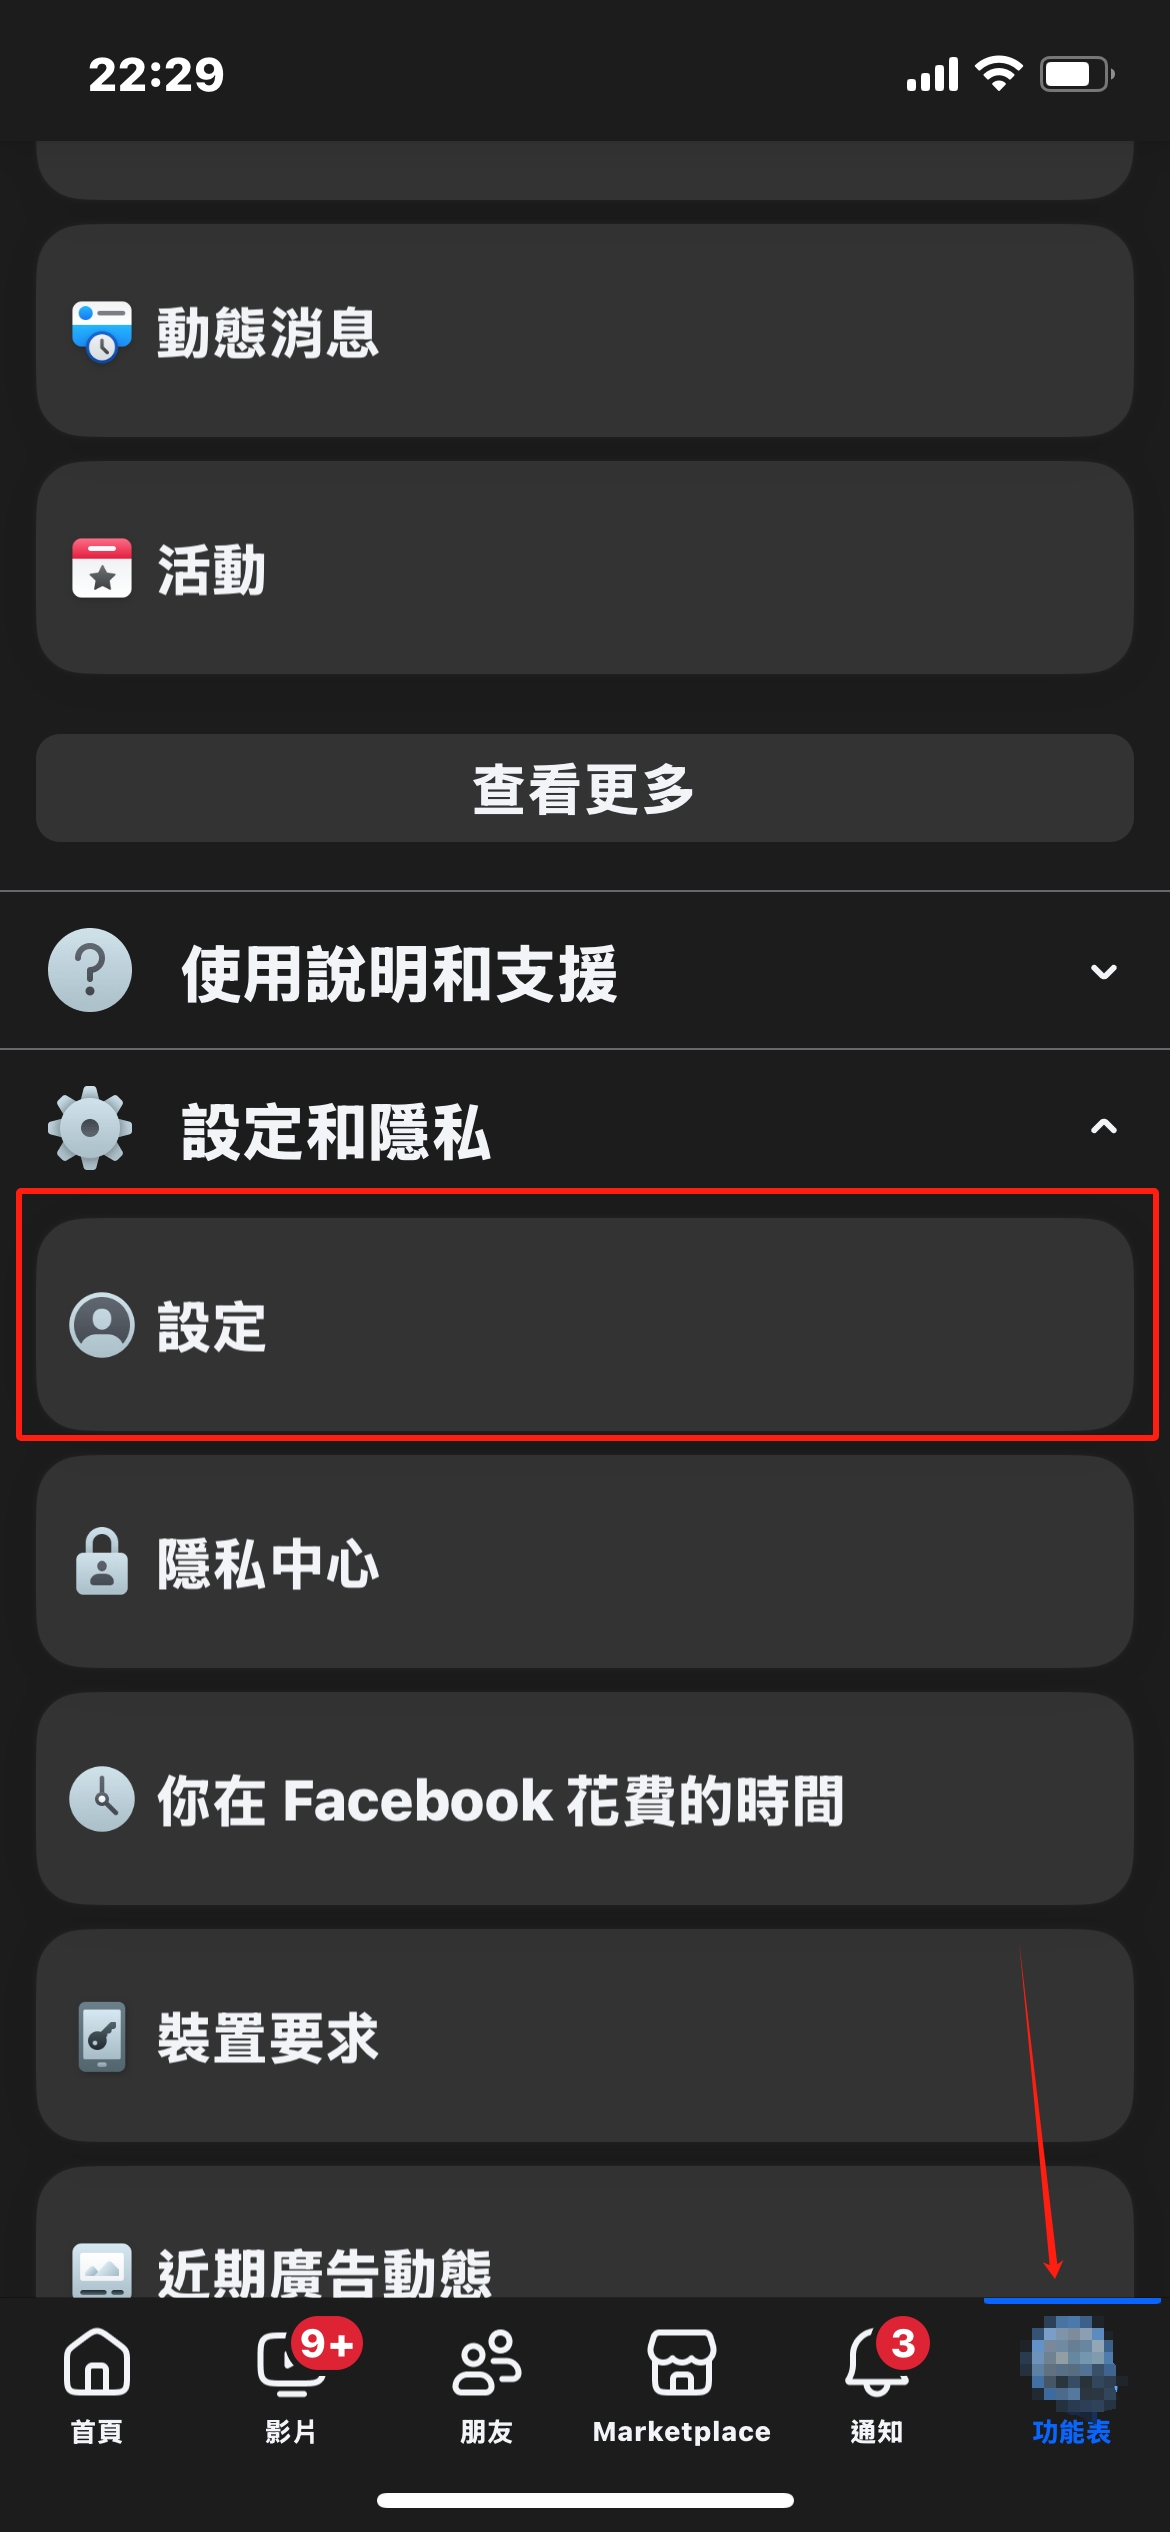 22:29
動態消息
活動
查看更多
使用說明和支援
設定和隱私
設定
隱私中心
你在 Facebook 花費的時間
裝置要求
近期廣告動態
9+
3
首頁
影片
朋友
Marketplace
通知
功能表